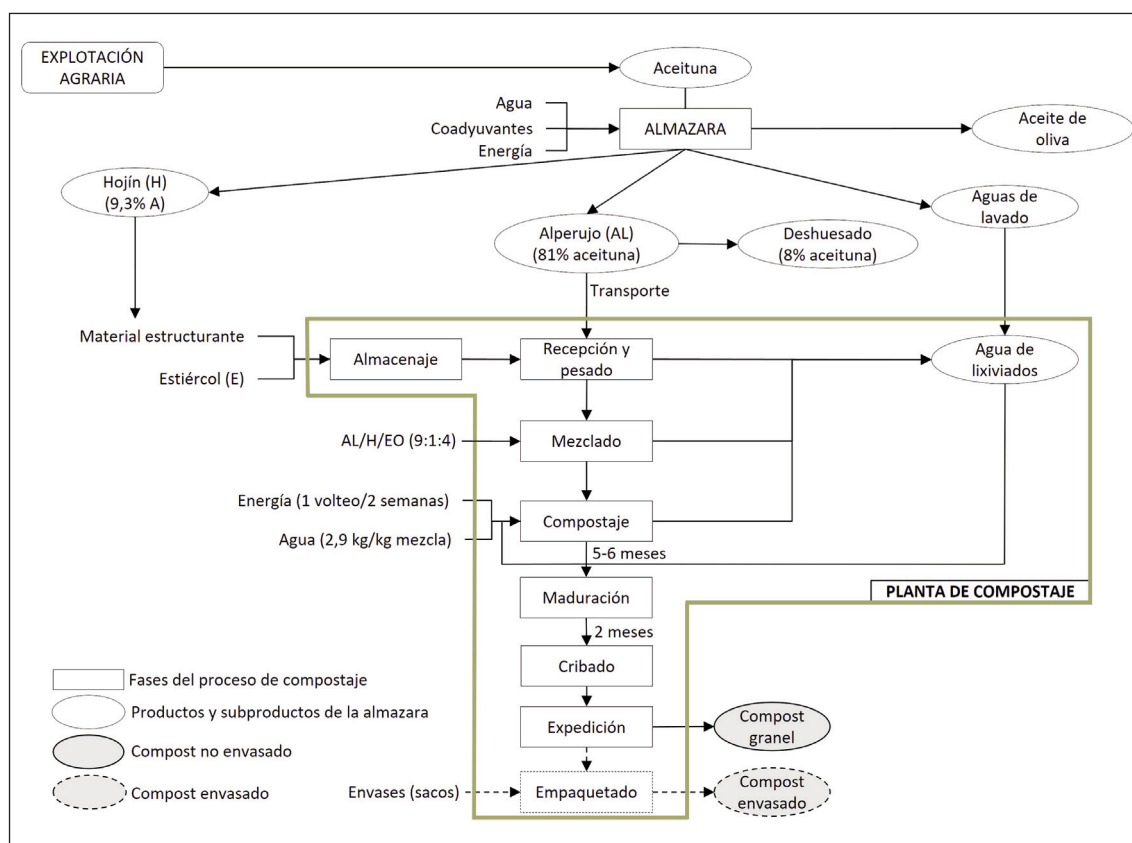 EXPLOTACIÓN
AGRARIA
Aceituna
Agua
Coadyuvantes
Energía
ALMAZARA
Aceite de
oliva
Hojín (H)
(9,3% A)
Alperujo (AL)
(81% aceituna)
Deshuesado
(8% aceituna)
Aguas de
lavado
Transporte
Material estructurante
Estiércol (E)
Almacenaje
Recepción y
pesado
Agua de
lixiviados
AL/H/EO (9:1:4)
Mezclado
Energía (1 volteo/2 semanas)
Agua (2,9 kg/kg mezcla)
Compostaje
5-6 meses
Maduración
PLANTA DE COMPOSTAJE
2 meses
Cribado
Expedición
Compost
granel
Envases (sacos)
Empaquetado
Compost
envasado
Fases del proceso de compostaje
Productos y subproductos de la almazara
Compost no envasado
Compost envasado